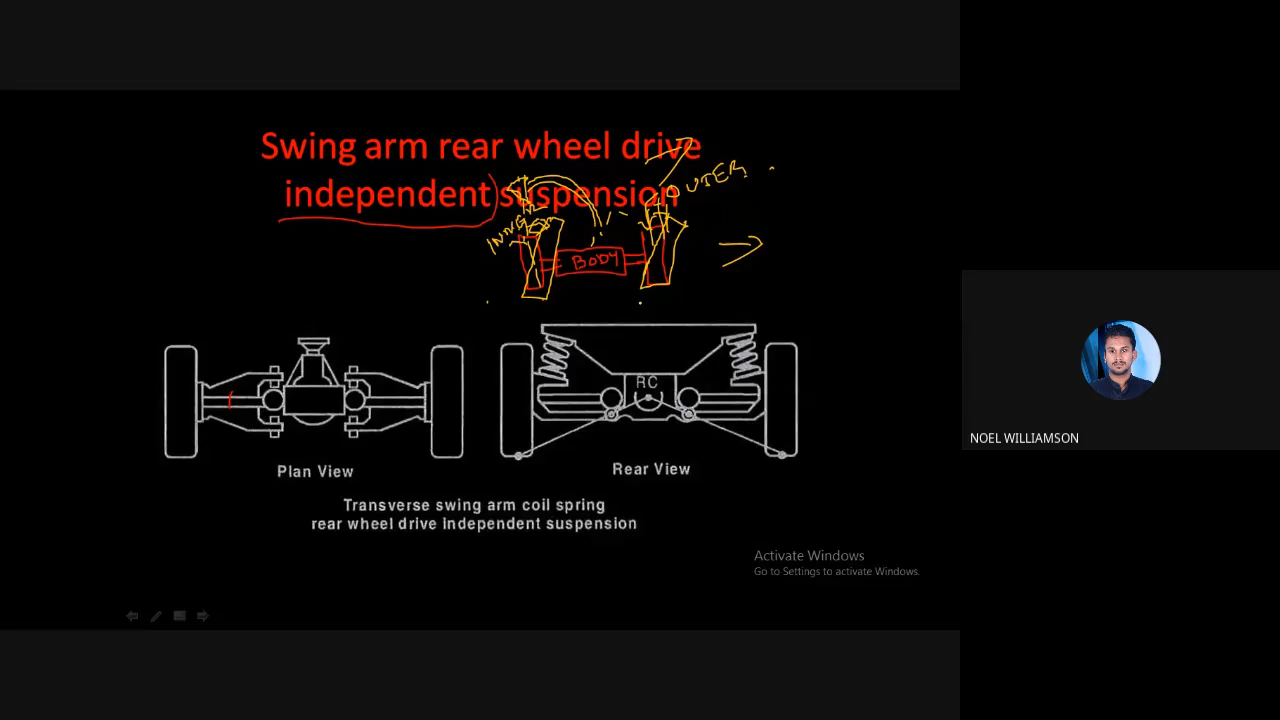 Swing arm rear wheel drive
independent suspension
OUTER
INNER
BODY
RC
NOEL WILLIAMSON
Plan View
Rear View
Transverse swing arm coil spring
rear wheel drive independent suspension
Activate Windows
Go to Settings to activate Windows.